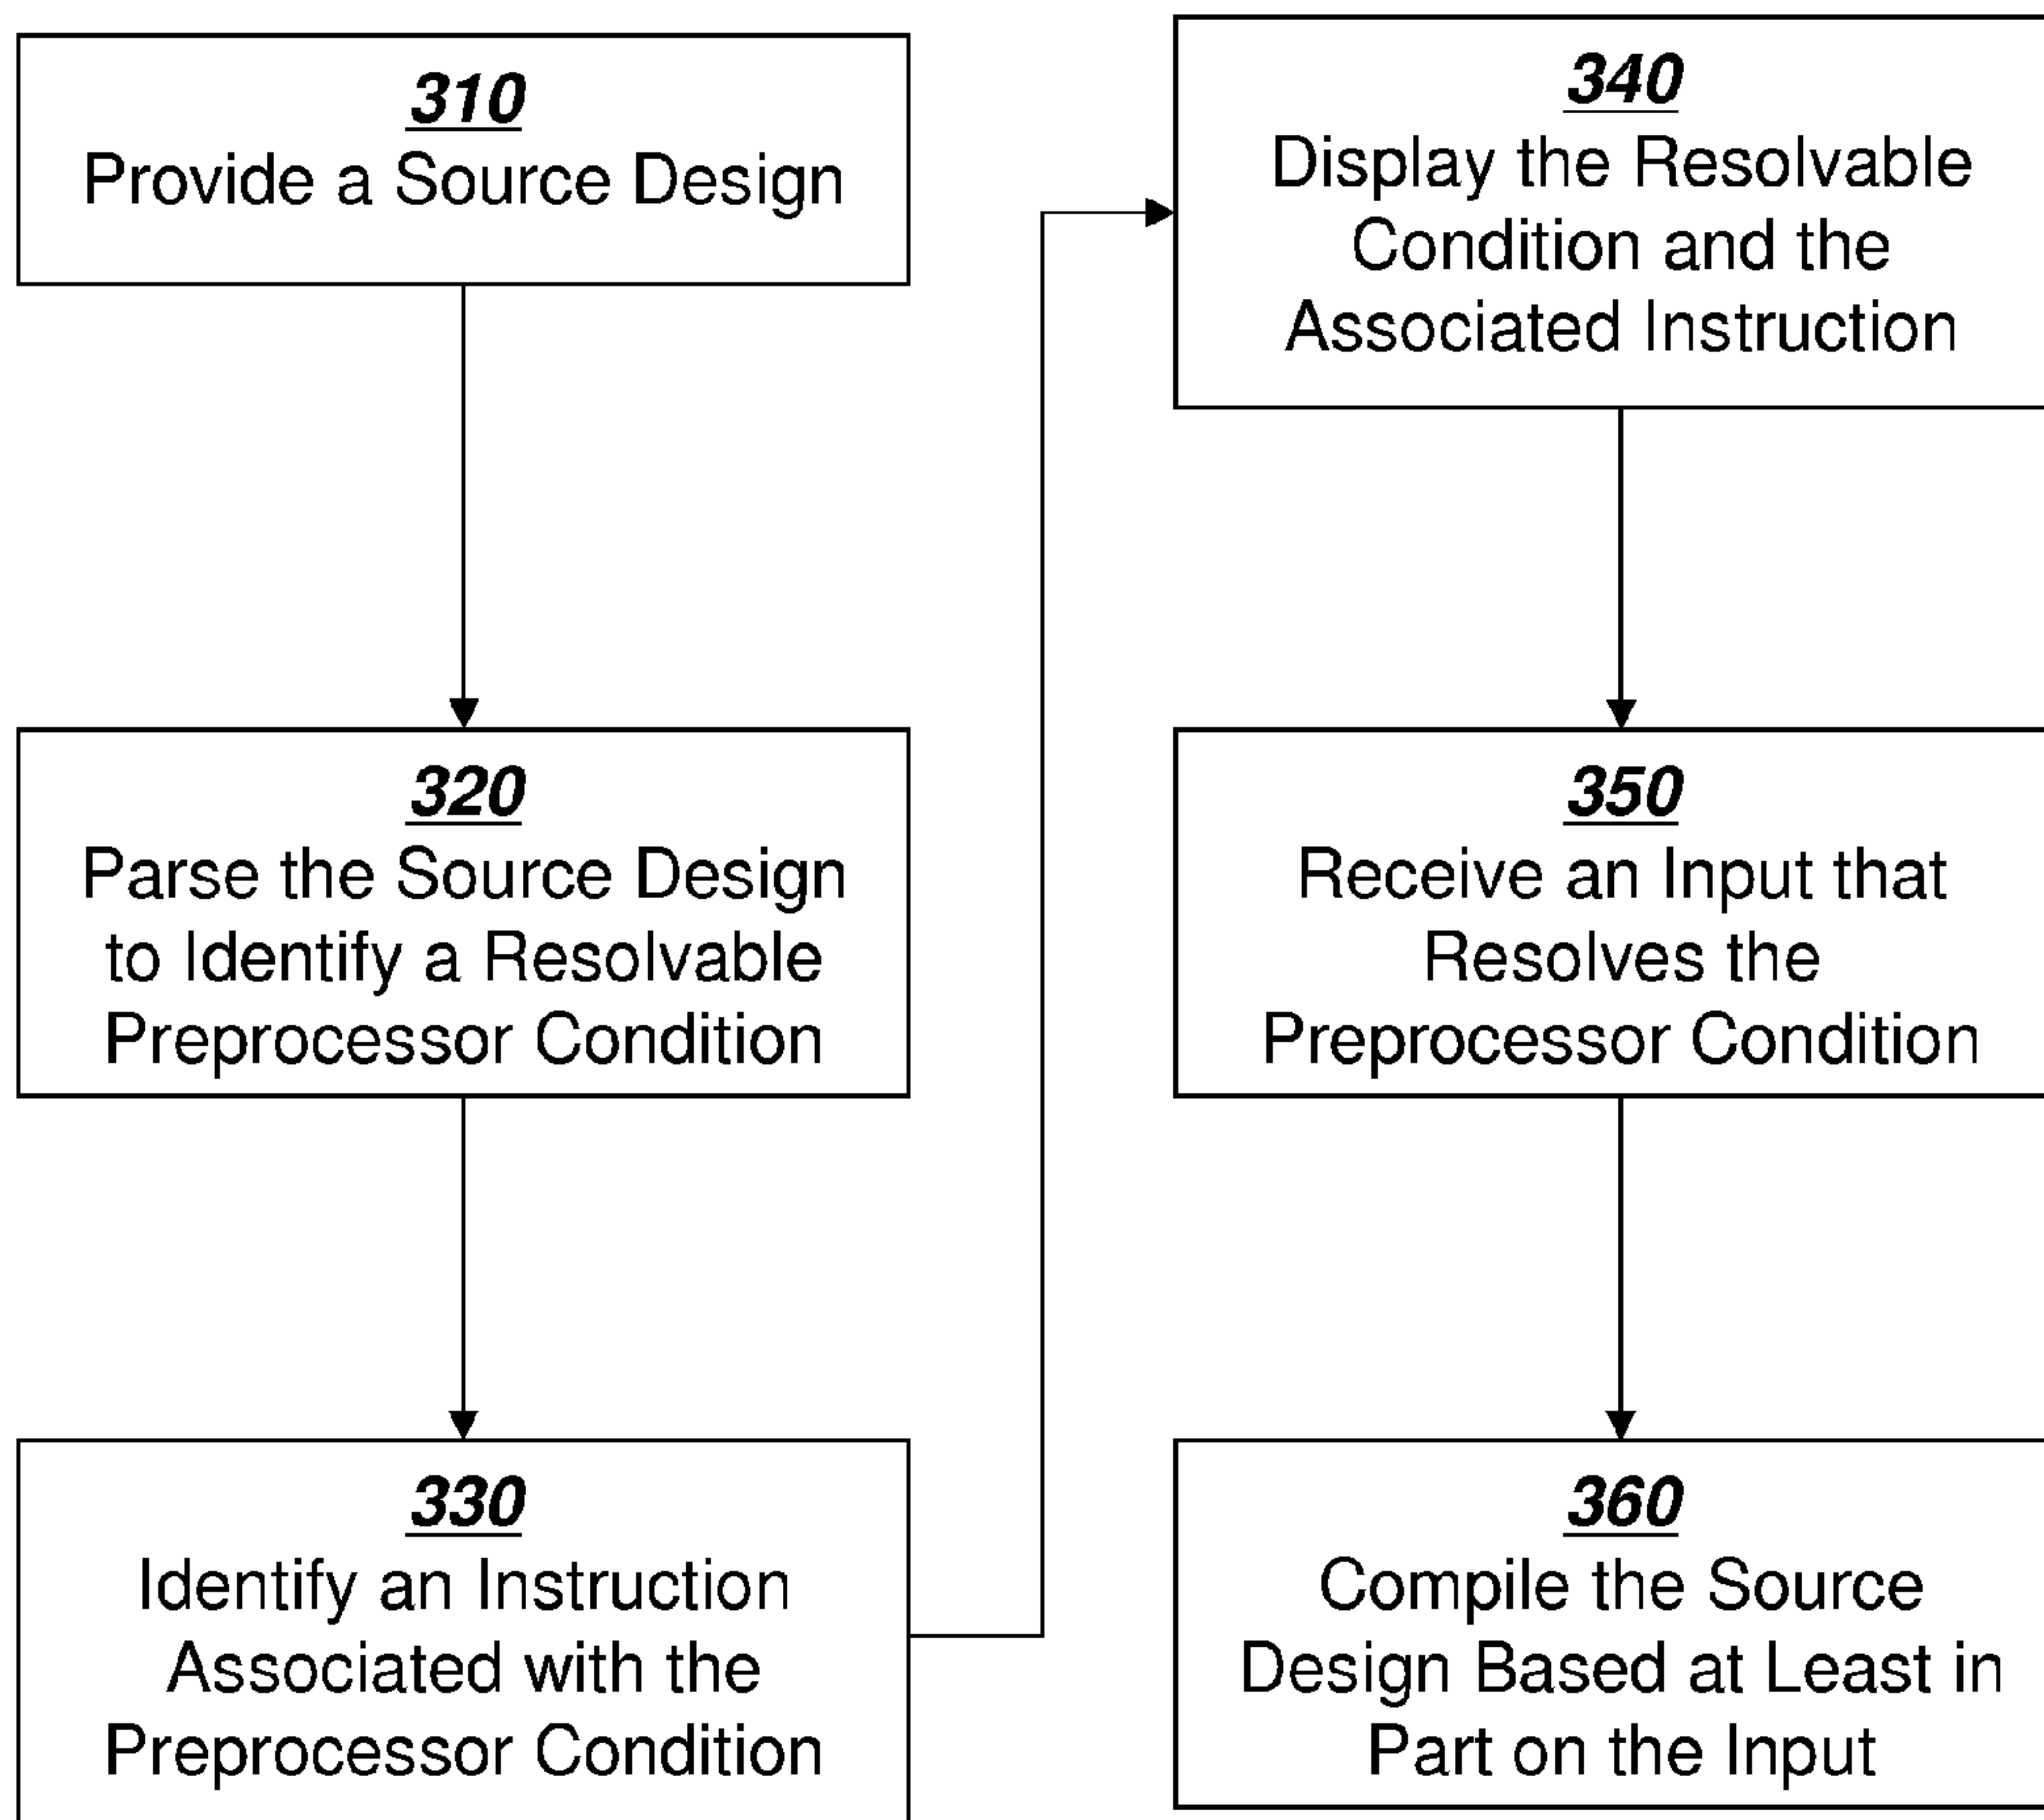 310
Provide a Source Design
320
Parse the Source Design
to Identify a Resolvable
Preprocessor Condition
330
Identify an Instruction
Associated with the
Preprocessor Condition
340
Display the Resolvable
Condition and the
Associated Instruction
350
Receive an Input that
Resolves the
Preprocessor Condition
360
Compile the Source
Design Based at Least in
Part on the Input